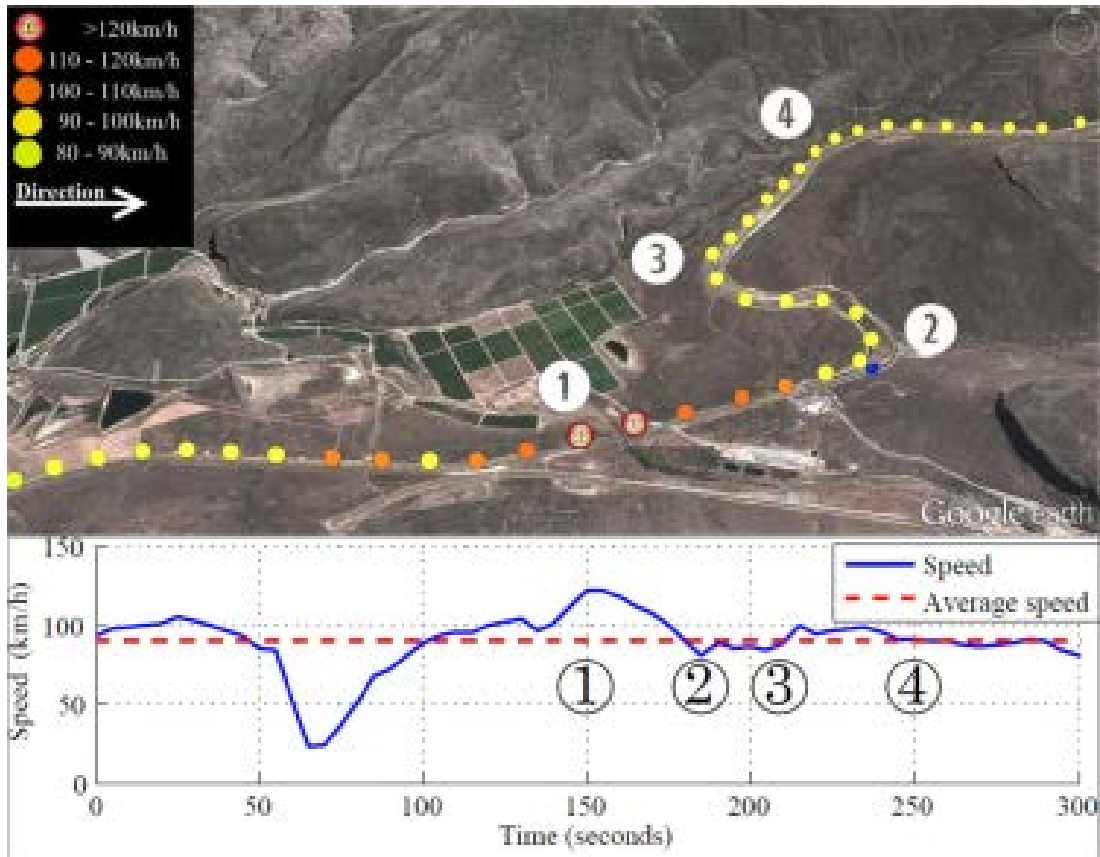 >120km/h
110 - 120km/h
100 - 110km/h
90 - 100km/h
80 - 90km/h
Direction
4
3
2
1
Google earth
150
100
50
0
Speed (km/h)
Speed
Average speed
① ② ③ ④
0 50 100 150 200 250 300
Time (seconds)